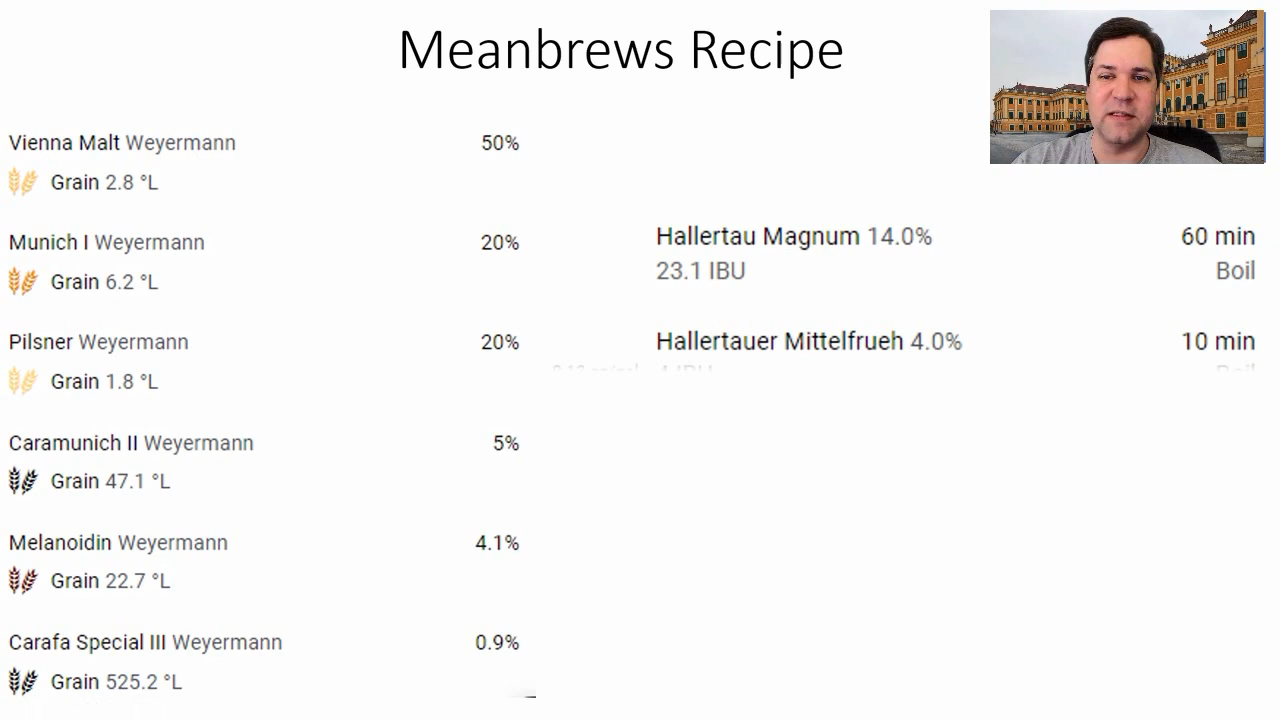 Meanbrews Recipe
Vienna Malt Weyermann 50%
Grain 2.8 °L
Munich I Weyermann 20%
Grain 6.2 °L
Pilsner Weyermann 20%
Grain 1.8 °L
Caramunich II Weyermann 5%
Grain 47.1 °L
Melanoidin Weyermann 4.1%
Grain 22.7 °L
Carafa Special III Weyermann 0.9%
Grain 525.2 °L
Hallertau Magnum 14.0% 60 min
23.1 IBU Boil
Hallertauer Mittelfrueh 4.0% 10 min